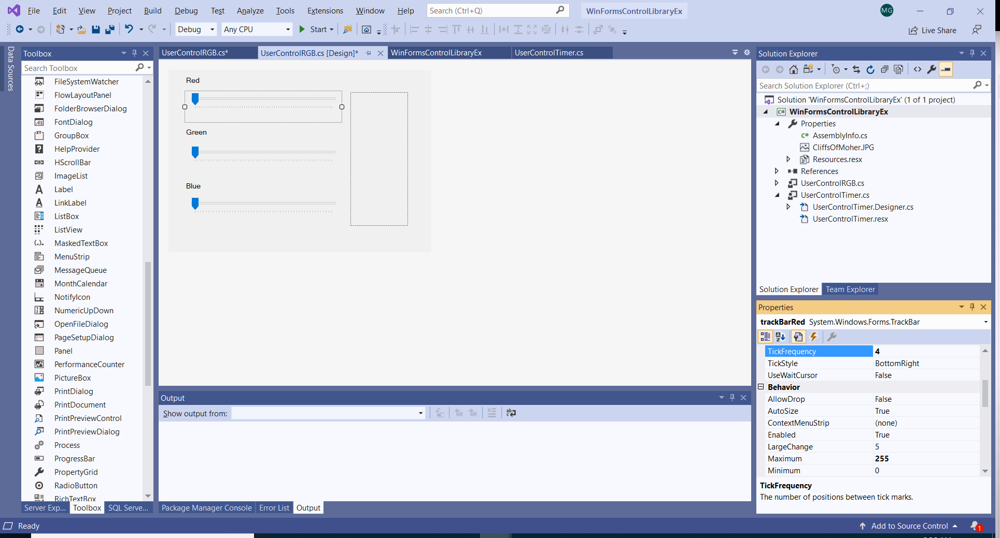 File Edit View Project Build Debug Test Analyze Tools Extensions Window Help Search (Ctrl+Q) WinFormsControlLibraryEx MG
Debug Any CPU Start Live Share
Data Sources
Toolbox
Search Toolbox
FileSystemWatcher
FlowLayoutPanel
FolderBrowserDialog
FontDialog
GroupBox
HelpProvider
HScrollBar
ImageList
Label
LinkLabel
ListBox
ListView
MaskedTextBox
MenuStrip
MessageQueue
MonthCalendar
NotifyIcon
NumericUpDown
OpenFileDialog
PageSetupDialog
Panel
PerformanceCounter
PictureBox
PrintDialog
PrintDocument
PrintPreviewControl
PrintPreviewDialog
Process
ProgressBar
PropertyGrid
RadioButton
RichTextBox
Server Exp... Toolbox SQL Serve...
UserControlRGB.cs* UserControlRGB.cs [Design]* WinFormsControlLibraryEx UserControlTimer.cs
Red
Green
Blue
Output
Show output from:
Package Manager Console Error List Output
Solution Explorer
Search Solution Explorer (Ctrl+;)
Solution 'WinFormsControlLibraryEx' (1 of 1 project)
C# WinFormsControlLibraryEx
Properties
C# AssemblyInfo.cs
CliffsOfMoher.JPG
Resources.resx
References
UserControlRGB.cs
UserControlTimer.cs
UserControlTimer.Designer.cs
UserControlTimer.resx
Solution Explorer Team Explorer
Properties
trackBarRed System.Windows.Forms.TrackBar
TickFrequency 4
TickStyle BottomRight
UseWaitCursor False
Behavior
AllowDrop False
AutoSize True
ContextMenuStrip (none)
Enabled True
LargeChange 5
Maximum 255
Minimum 0
TickFrequency
The number of positions between tick marks.
Ready Add to Source Control 1